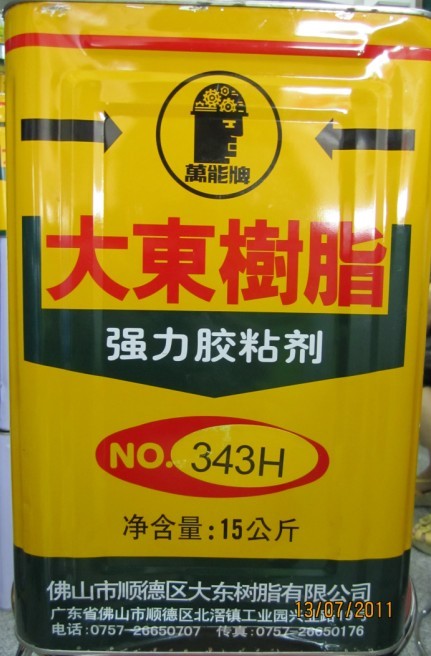 萬能牌
大東樹脂
强力胶粘剂
NO. 343H
净含量:15公斤
佛山市顺德区大东树脂有限公司
广东省佛山市顺德区北滘镇工业园兴业路
电话:0757-26650707 传真:0757-26650176
13/07/2011